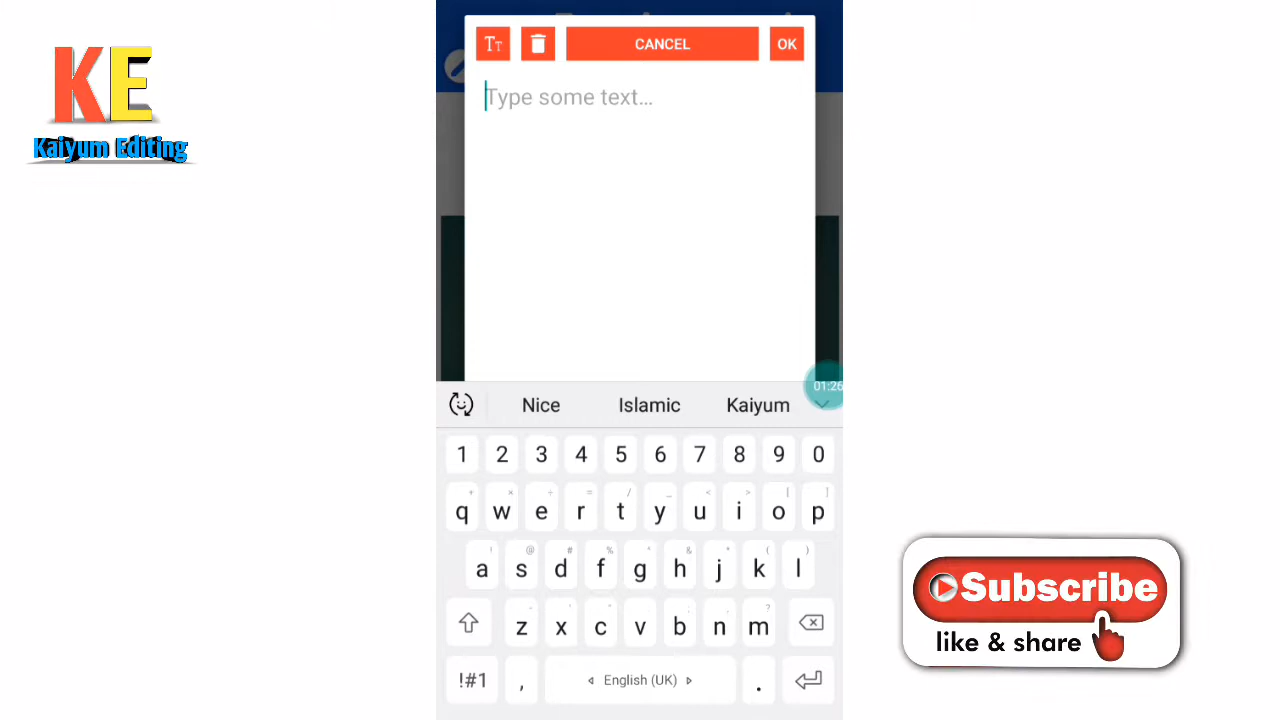 KE
Kaiyum Editing
TT
CANCEL
OK
Type some text...
01:26
Nice
Islamic
Kaiyum
1 2 3 4 5 6 7 8 9 0
+ × ÷ = / _ < > [ ]
q w e r t y u i o p
! @ # % ^ & * ( )
a s d f g h j k l
- ' " : ; , ?
z x c v b n m
!#1 , English (UK) .
Subscribe
like & share